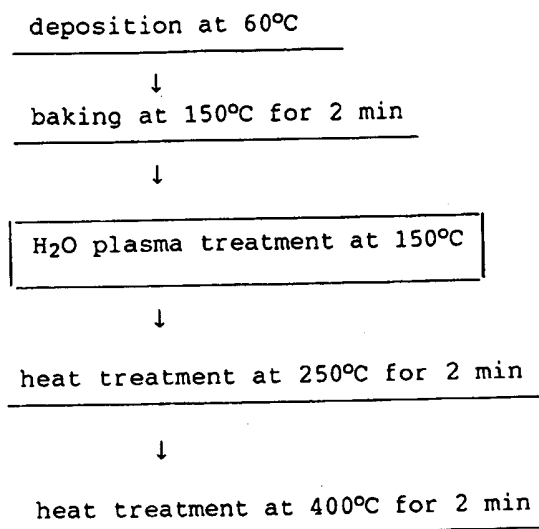 deposition at 60°C
↓
baking at 150°C for 2 min
↓
H₂O plasma treatment at 150°C
↓
heat treatment at 250°C for 2 min
↓
heat treatment at 400°C for 2 min